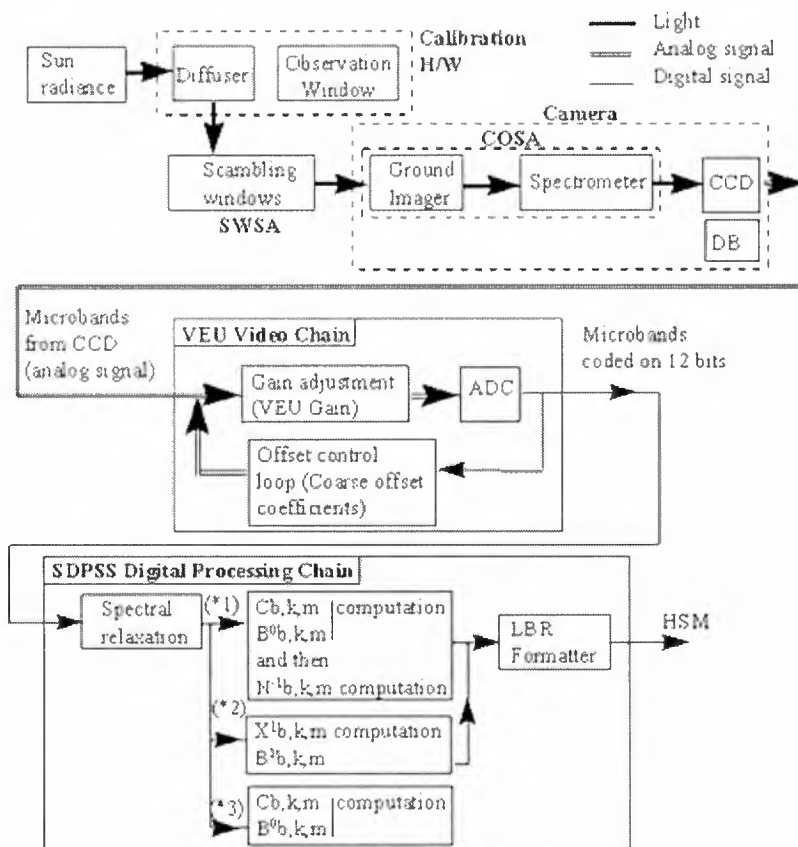 Sun
radiance
Diffuser
Observation
Window
Calibration
H/W
Light
Analog signal
Digital signal
Camera
COSA
Scambling
windows
SWSA
Ground
Imager
Spectrometer
CCD
DB
Microbands
from CCD
(analog signal)
VEU Video Chain
Gain adjustment
(VEU Gain)
ADC
Microbands
coded on 12 bits
Offset control
loop (Coarse offset
coefficients)
SDPSS Digital Processing Chain
Spectral
relaxation
(*1)
Cb,k,m | computation
B⁰b,k,m
and then
N⁻¹b,k,m computation
LBR
Formatter
HSM
(*2)
X¹b,k,m computation
B¹b,k,m
(*3)
Cb,k,m | computation
B⁰b,k,m